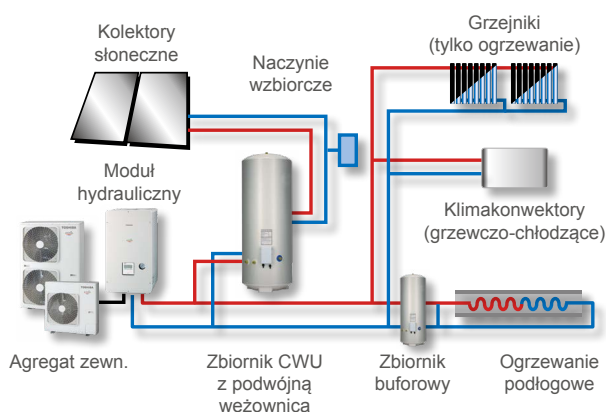 Kolektory
słoneczne
Naczynie
wzbiorcze
Grzejniki
(tylko ogrzewanie)
Moduł
hydrauliczny
Klimakonwektory
(grzewczo-chłodzące)
TOSHIBA
Agregat zewn.
Zbiornik CWU
z podwójną
weżownica
Zbiornik
buforowy
Ogrzewanie
podłogowe